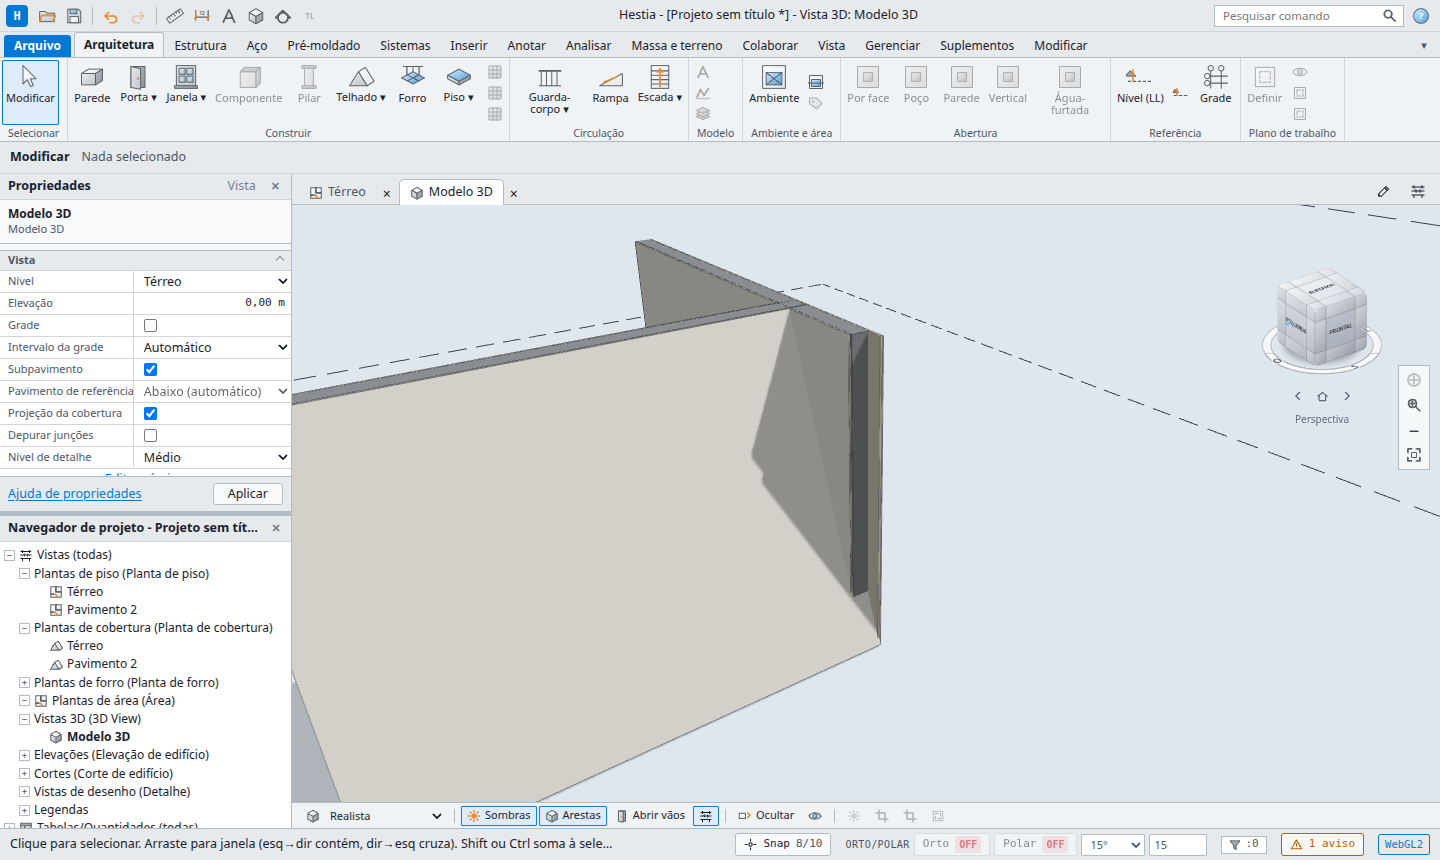 H
TL
Hestia - [Projeto sem título *] - Vista 3D: Modelo 3D
Pesquisar comando
?
Arquivo
Arquitetura
Estrutura
Aço
Pré-moldado
Sistemas
Inserir
Anotar
Analisar
Massa e terreno
Colaborar
Vista
Gerenciar
Suplementos
Modificar
Modificar
Parede
Porta ▾
Janela ▾
Componente
Pilar
Telhado ▾
Forro
Piso ▾
Guarda-corpo ▾
Rampa
Escada ▾
Ambiente
Por face
Poço
Parede
Vertical
Água-furtada
Nível (LL)
Grade
Definir
Selecionar
Construir
Circulação
Modelo
Ambiente e área
Abertura
Referência
Plano de trabalho
Modificar Nada selecionado
Propriedades Vista ×
Modelo 3D
Modelo 3D
Vista
Nível Térreo
Elevação 0,00 m
Grade
Intervalo da grade Automático
Subpavimento
Pavimento de referência Abaixo (automático)
Projeção da cobertura
Depurar junções
Nível de detalhe Médio
Ajuda de propriedades Aplicar
Navegador de projeto - Projeto sem tít... ×
Vistas (todas)
Plantas de piso (Planta de piso)
Térreo
Pavimento 2
Plantas de cobertura (Planta de cobertura)
Térreo
Pavimento 2
Plantas de forro (Planta de forro)
Plantas de área (Área)
Vistas 3D (3D View)
Modelo 3D
Elevações (Elevação de edifício)
Cortes (Corte de edifício)
Vistas de desenho (Detalhe)
Legendas
Tabelas/Quantidades (todas)
Térreo ×
Modelo 3D ×
SUPERIOR
FRONTAL
O
S
Perspectiva
Realista
Sombras
Arestas
Abrir vãos
Ocultar
Clique para selecionar. Arraste para janela (esq→dir contém, dir→esq cruza). Shift ou Ctrl soma à sele...
Snap 8/10
ORTO/POLAR
Orto OFF
Polar OFF
15°
15
:0
1 aviso
WebGL2